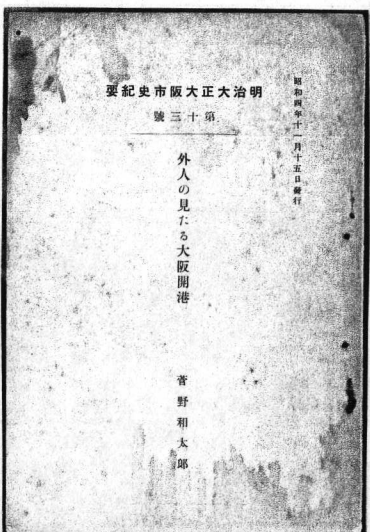 昭和四年十一月十五日發行
明治大正大阪市史紀要
第十三號
外人の見たる大阪開港
菅野和太郎